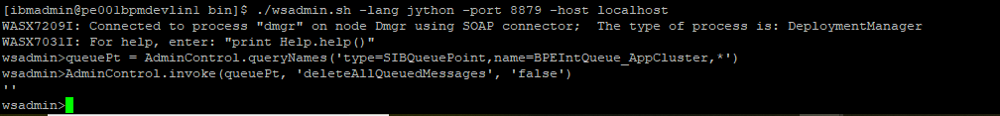 [ibmadmin@pe001bpmdevlin1 bin]$ ./wsadmin.sh -lang jython -port 8879 -host localhost
WASX7209I: Connected to process "dmgr" on node Dmgr using SOAP connector;  The type of process is: DeploymentManager
WASX7031I: For help, enter: "print Help.help()"
wsadmin>queuePt = AdminControl.queryNames('type=SIBQueuePoint,name=BPEIntQueue_AppCluster,*')
wsadmin>AdminControl.invoke(queuePt, 'deleteAllQueuedMessages', 'false')
''
wsadmin>